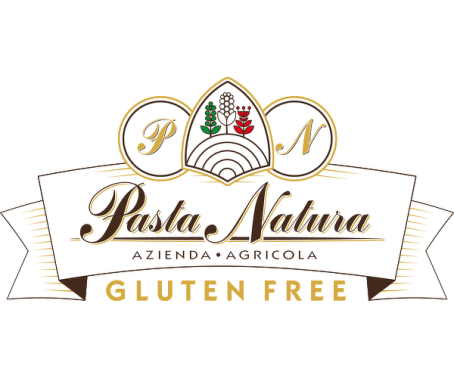 P N
Pasta Natura
AZIENDA • AGRICOLA
GLUTEN FREE